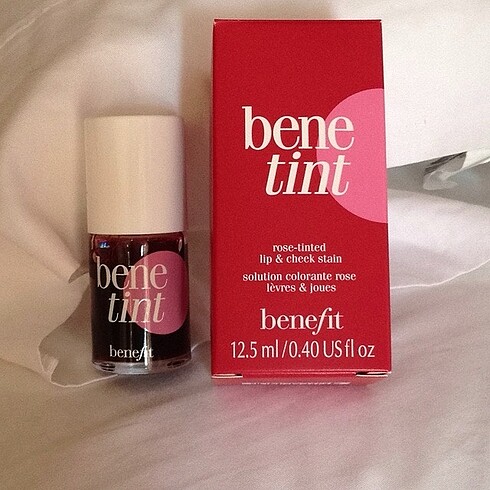 bene
tint
benefit
bene
tint
rose-tinted
lip & cheek stain
solution colorante rose
lèvres & joues
benefit
12.5 ml/0.40 US fl oz